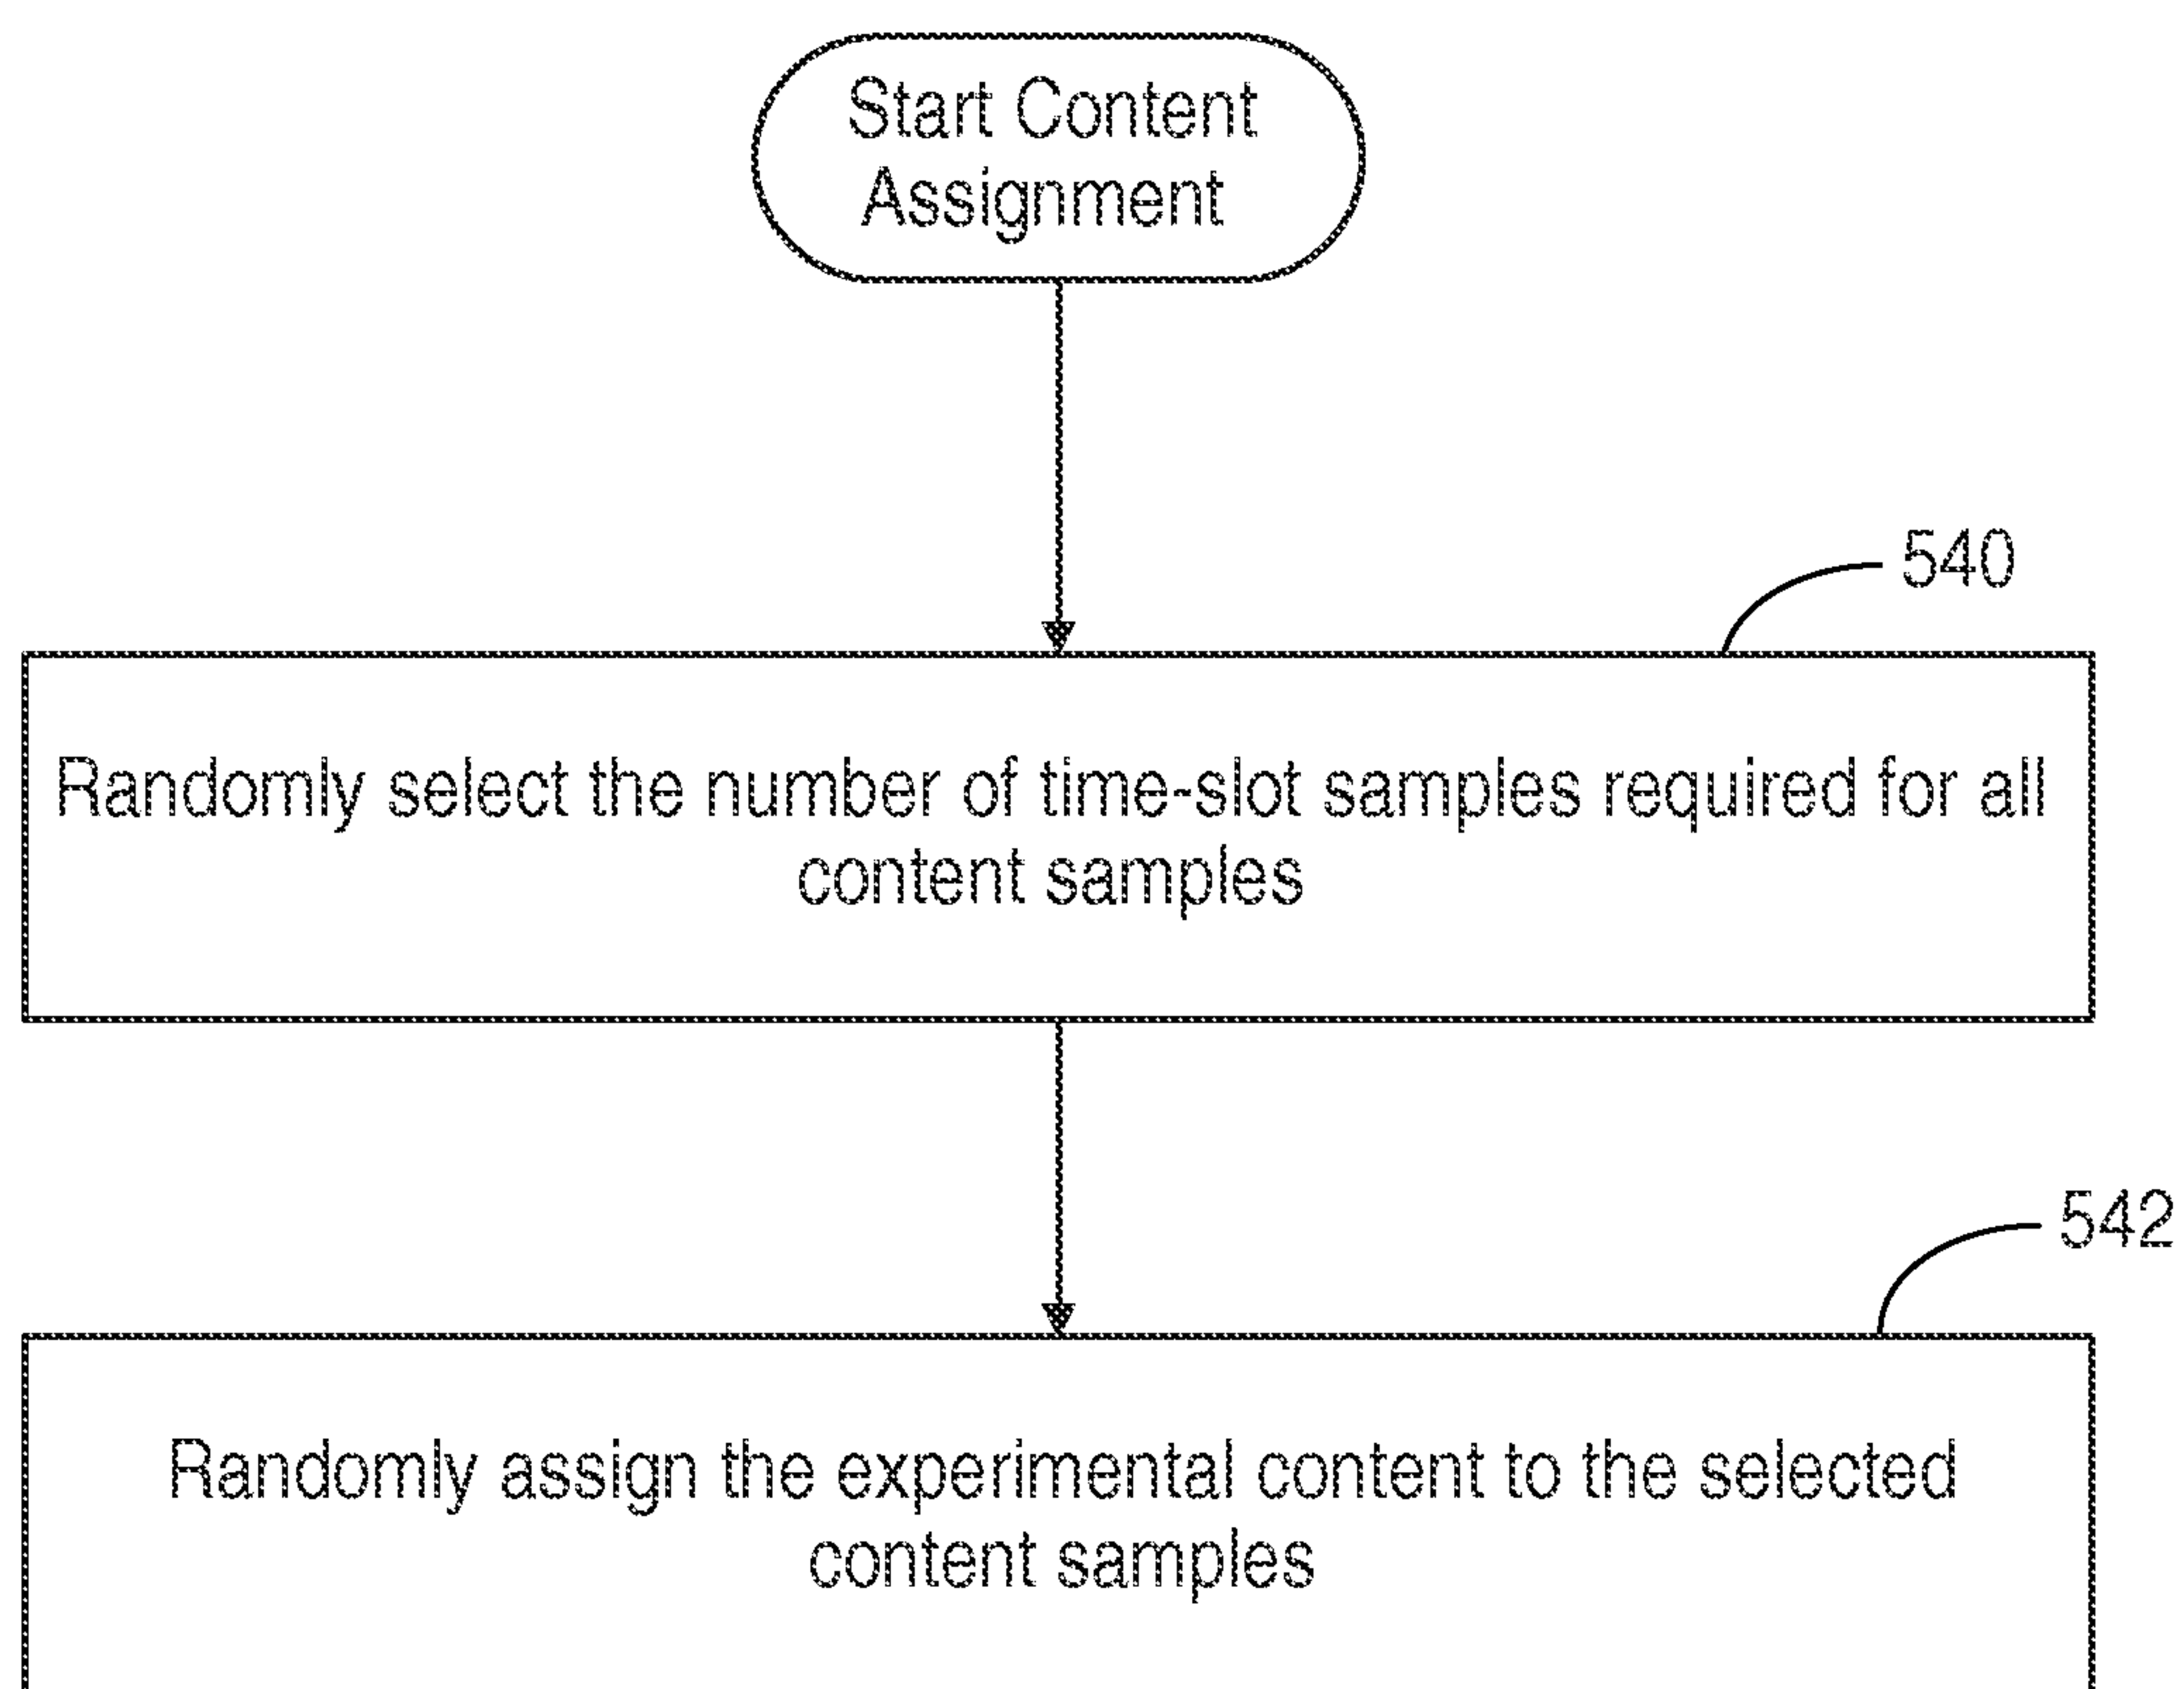 Start Content
Assignment
540
Randomly select the number of time-slot samples required for all
content samples
542
Randomly assign the experimental content to the selected
content samples